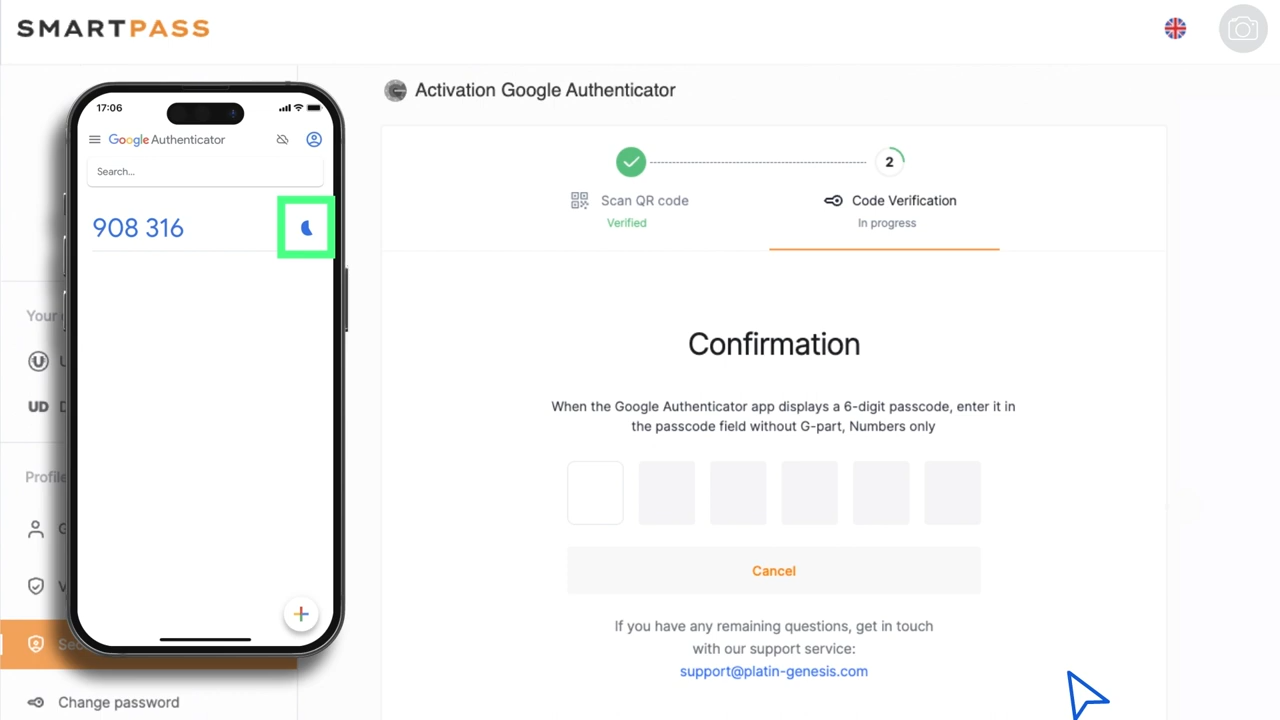 SMARTPASS
17:06
Google Authenticator
Search...
908 316
Your
UD
Profile
Change password
Activation Google Authenticator
2
Scan QR code
Verified
Code Verification
In progress
Confirmation
When the Google Authenticator app displays a 6-digit passcode, enter it in
the passcode field without G-part, Numbers only
Cancel
If you have any remaining questions, get in touch
with our support service:
support@platin-genesis.com